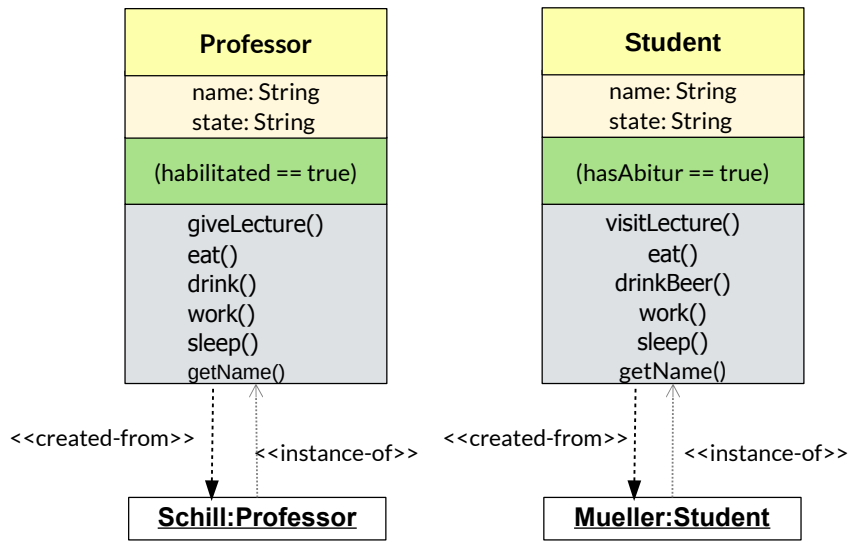 Professor
name: String
state: String
(habilitated == true)
giveLecture()
eat()
drink()
work()
sleep()
getName()
<<created-from>>
<<instance-of>>
Schill:Professor
Student
name: String
state: String
(hasAbitur == true)
visitLecture()
eat()
drinkBeer()
work()
sleep()
getName()
<<created-from>>
<<instance-of>>
Mueller:Student